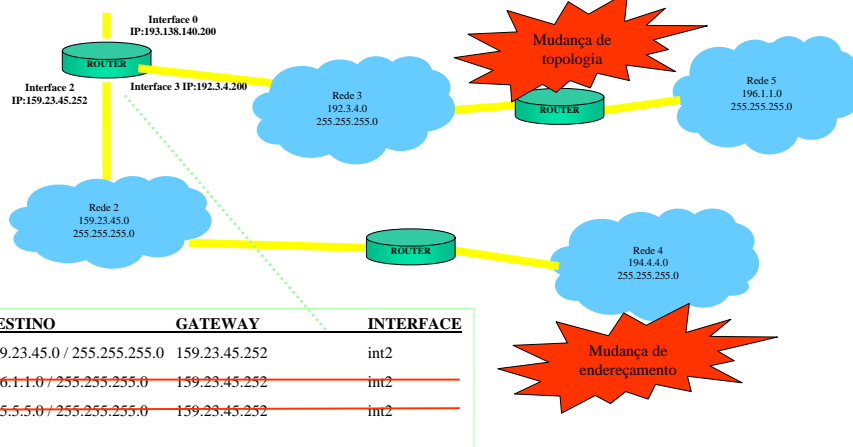 Interface 0
IP:193.138.140.200
ROUTER
Interface 2
IP:159.23.45.252
Interface 3 IP:192.3.4.200
Mudança de
topologia
Rede 3
192.3.4.0
255.255.255.0
ROUTER
Rede 5
196.1.1.0
255.255.255.0
Rede 2
159.23.45.0
255.255.255.0
ROUTER
Rede 4
194.4.4.0
255.255.255.0
Mudança de
endereçamento
ESTINO GATEWAY INTERFACE
9.23.45.0 / 255.255.255.0 159.23.45.252 int2
6.1.1.0 / 255.255.255.0 159.23.45.252 int2
5.5.5.0 / 255.255.255.0 159.23.45.252 int2